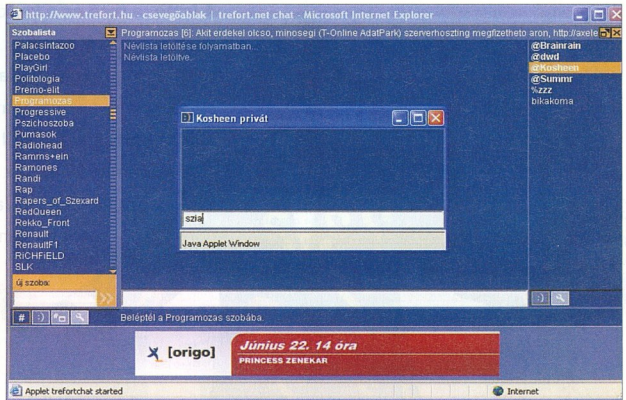 http://www.trefort.hu - csevegőablak | trefort.net chat - Microsoft Internet Explorer
Szobalista
Palacsintazoo
Placebo
PlayGirl
Politologia
Premo-elit
Programozas
Progressive
Pszichoszoba
Pumasok
Radiohead
Ramms+ein
Ramones
Randi
Rap
Rapers_of_Szexard
RedQueen
Rekko_Front
Renault
RenaultF1
RiCHFiELD
SLK
új szoba:
Programozas [6]: Akit erdekel olcso, minosegi (T-Online AdatPark) szerverhoszting megfizetheto aron, http://axele
Névlista letöltése folyamatban...
Névlista letöltve.
Kosheen privát
szia
Java Applet Window
@Brainrain
@dwd
@Kosheen
@Summr
%zzz
bikakoma
Beléptél a Programozas szobába.
[origo]
Június 22. 14 óra
PRINCESS ZENEKAR
Applet trefortchat started
Internet